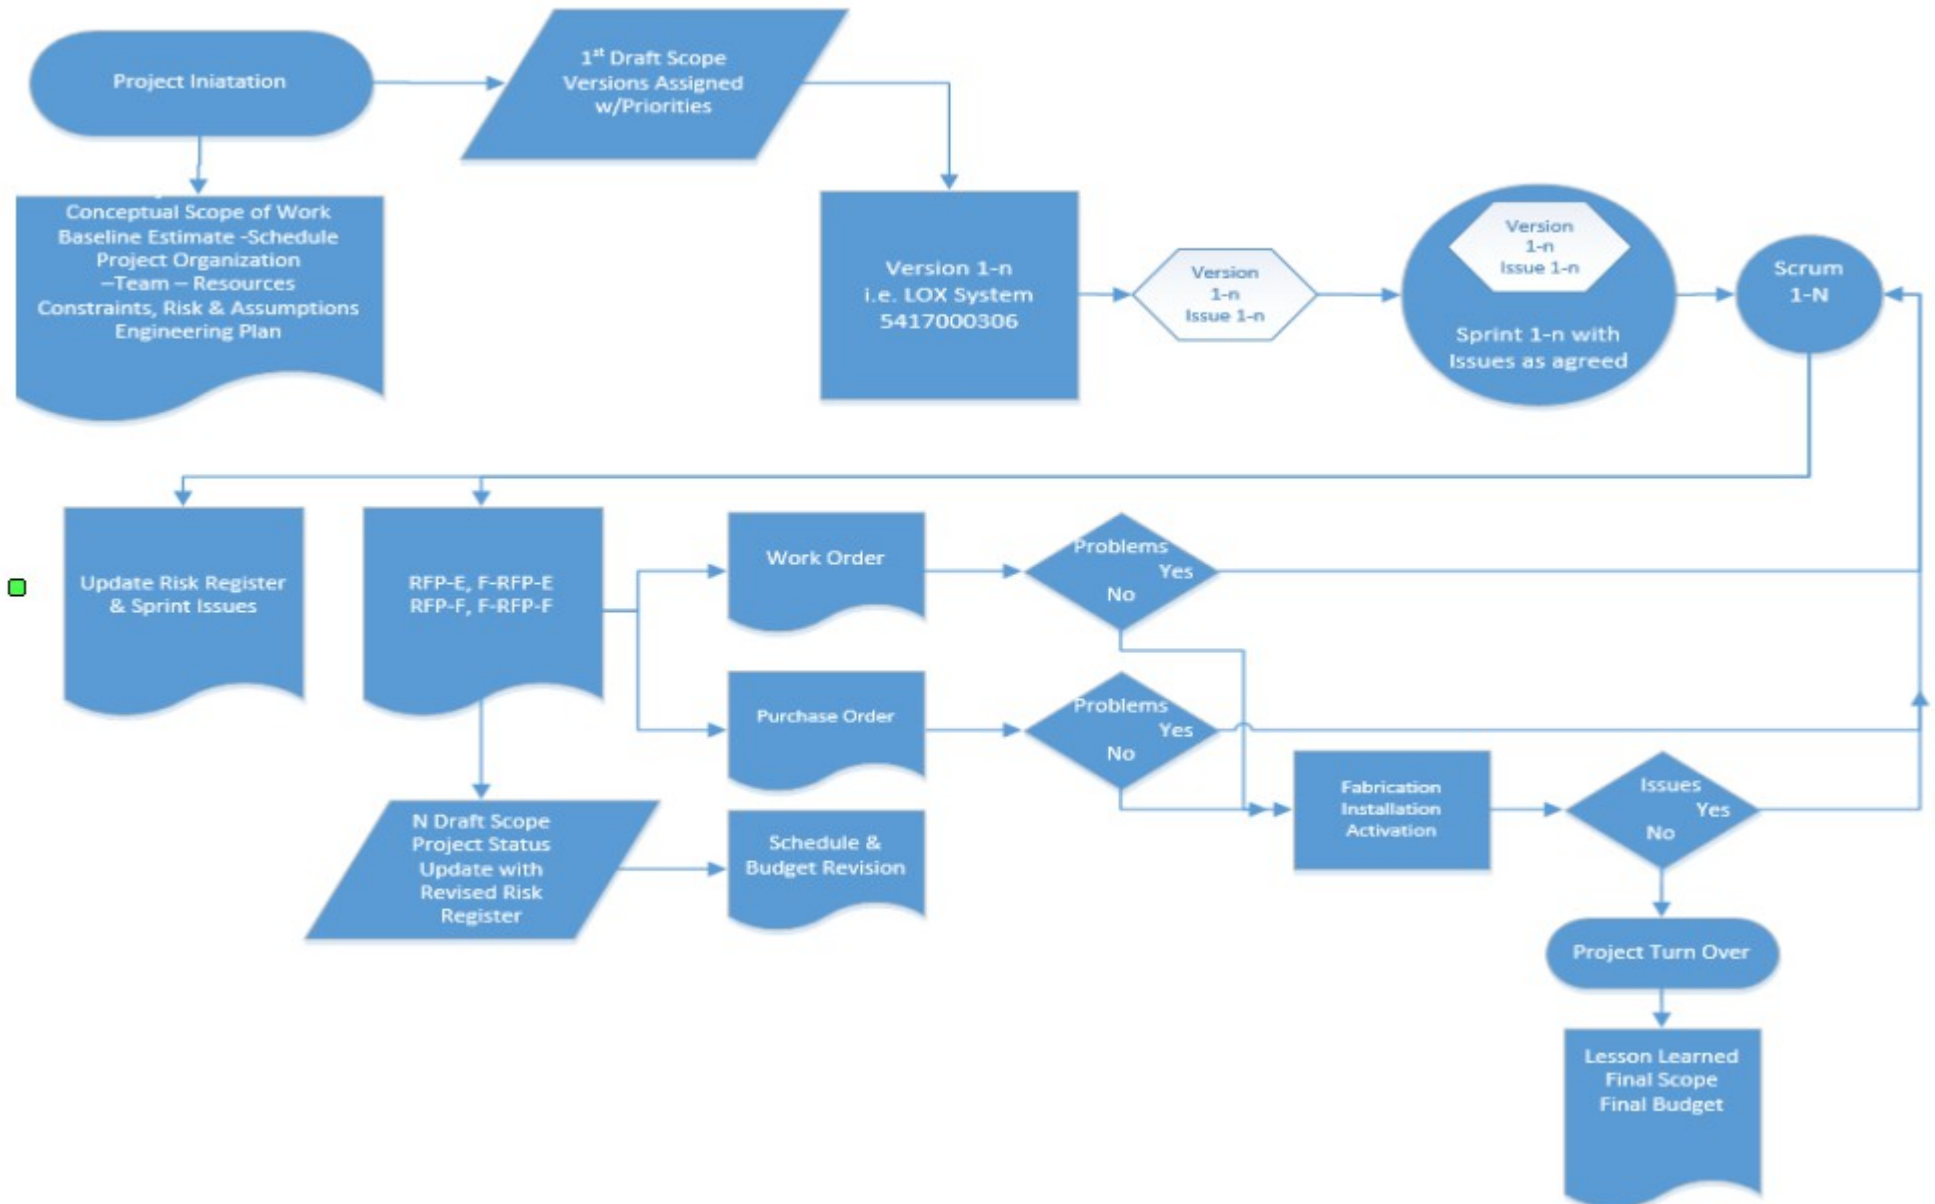 Project Iniatation
1st Draft Scope
Versions Assigned
w/Priorities
Conceptual Scope of Work
Baseline Estimate -Schedule
Project Organization
–Team – Resources
Constraints, Risk & Assumptions
Engineering Plan
Version 1-n
i.e. LOX System
5417000306
Version
1-n
Issue 1-n
Version
1-n
Issue 1-n
Sprint 1-n with
Issues as agreed
Scrum
1-N
Update Risk Register
& Sprint Issues
RFP-E, F-RFP-E
RFP-F, F-RFP-F
Work Order
Problems
Yes
No
Purchase Order
Problems
Yes
No
N Draft Scope
Project Status
Update with
Revised Risk
Register
Schedule &
Budget Revision
Fabrication
Installation
Activation
Issues
Yes
No
Project Turn Over
Lesson Learned
Final Scope
Final Budget